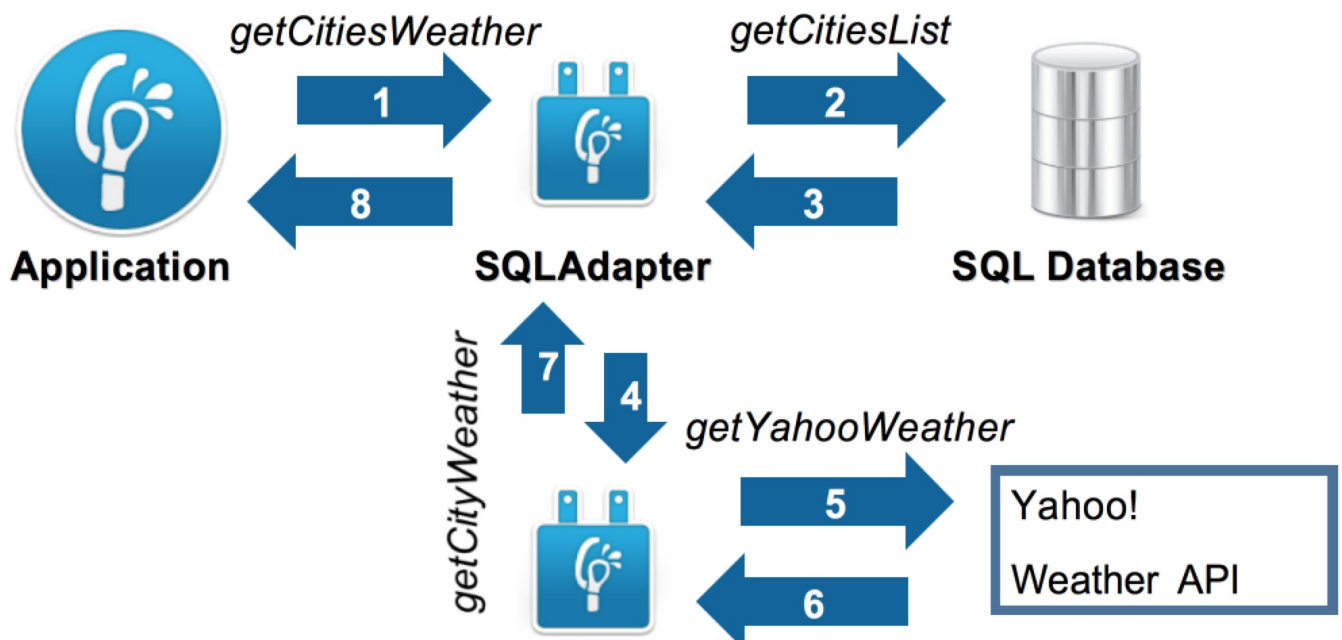 getCitiesWeather
getCitiesList
1
2
8
3
Application
SQLAdapter
SQL Database
getCityWeather
7
4
getYahooWeather
5
6
Yahoo!
Weather API